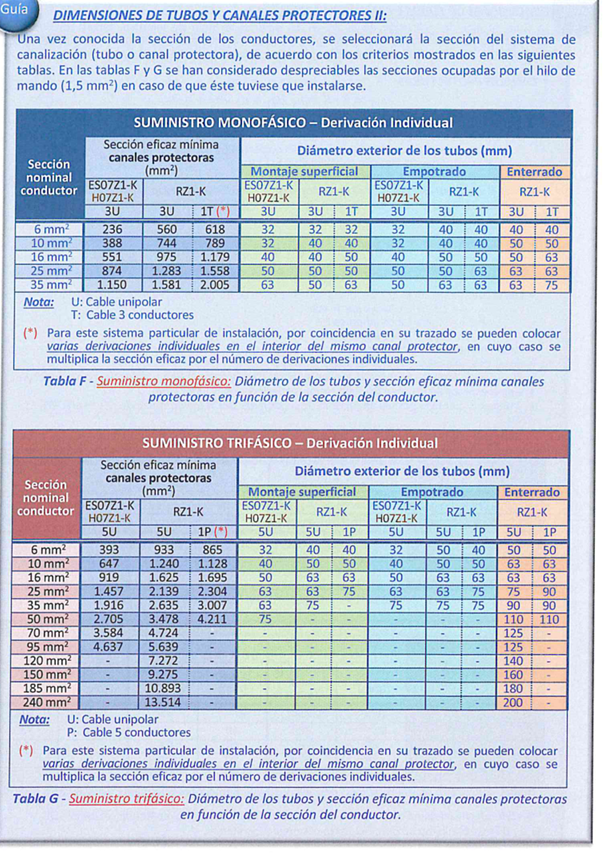 Guía
DIMENSIONES DE TUBOS Y CANALES PROTECTORES II:
Una vez conocida la sección de los conductores, se seleccionará la sección del sistema de
canalización (tubo o canal protectora), de acuerdo con los criterios mostrados en las siguientes
tablas. En las tablas F y G se han considerado despreciables las secciones ocupadas por el hilo de
mando (1,5 mm²) en caso de que éste tuviese que instalarse.
SUMINISTRO MONOFÁSICO – Derivación Individual
Sección nominal conductor
Sección eficaz mínima canales protectoras (mm²)
Diámetro exterior de los tubos (mm)
Montaje superficial Empotrado Enterrado
ES07Z1-K H07Z1-K RZ1-K ES07Z1-K H07Z1-K RZ1-K ES07Z1-K H07Z1-K RZ1-K RZ1-K
3U 3U 1T (*) 3U 3U 1T 3U 3U 1T 3U 1T
6 mm² 236 560 618 32 32 32 32 40 40 40 40
10 mm² 388 744 789 32 40 40 32 40 40 50 50
16 mm² 551 975 1.179 40 40 50 40 50 50 50 63
25 mm² 874 1.283 1.558 50 50 50 50 50 63 63 63
35 mm² 1.150 1.581 2.005 63 50 63 50 63 63 63 75
Nota: U: Cable unipolar
T: Cable 3 conductores
(*) Para este sistema particular de instalación, por coincidencia en su trazado se pueden colocar
varias derivaciones individuales en el interior del mismo canal protector, en cuyo caso se
multiplica la sección eficaz por el número de derivaciones individuales.
Tabla F - Suministro monofásico: Diámetro de los tubos y sección eficaz mínima canales
protectoras en función de la sección del conductor.
SUMINISTRO TRIFÁSICO – Derivación Individual
Sección nominal conductor
Sección eficaz mínima canales protectoras (mm²)
Diámetro exterior de los tubos (mm)
Montaje superficial Empotrado Enterrado
ES07Z1-K H07Z1-K RZ1-K ES07Z1-K H07Z1-K RZ1-K ES07Z1-K H07Z1-K RZ1-K RZ1-K
5U 5U 1P (*) 5U 5U 1P 5U 5U 1P 5U 1P
6 mm² 393 933 865 32 40 40 32 50 40 50 50
10 mm² 647 1.240 1.128 40 50 50 40 50 50 63 63
16 mm² 919 1.625 1.695 50 63 63 50 63 63 63 63
25 mm² 1.457 2.139 2.304 63 63 75 63 63 75 75 90
35 mm² 1.916 2.635 3.007 63 75 - 75 75 75 90 90
50 mm² 2.705 3.478 4.211 75 - - - - - 110 110
70 mm² 3.584 4.724 - - - - - - - 125 -
95 mm² 4.637 5.639 - - - - - - - 125 -
120 mm² - 7.272 - - - - - - - 140 -
150 mm² - 9.275 - - - - - - - 160 -
185 mm² - 10.893 - - - - - - - 180 -
240 mm² - 13.514 - - - - - - - 200 -
Nota: U: Cable unipolar
P: Cable 5 conductores
(*) Para este sistema particular de instalación, por coincidencia en su trazado se pueden colocar
varias derivaciones individuales en el interior del mismo canal protector, en cuyo caso se
multiplica la sección eficaz por el número de derivaciones individuales.
Tabla G - Suministro trifásico: Diámetro de los tubos y sección eficaz mínima canales protectoras
en función de la sección del conductor.